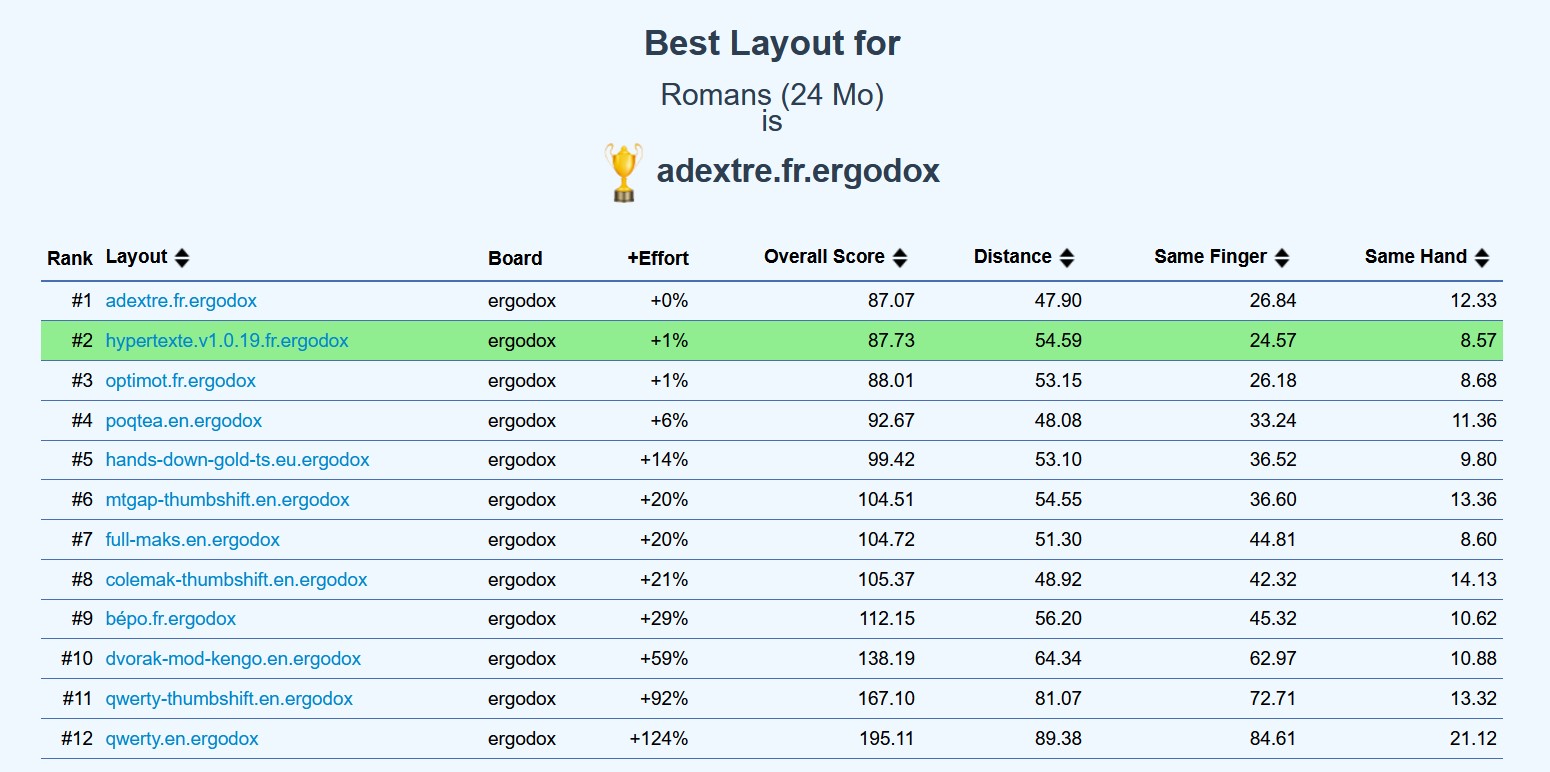 Best Layout for
Romans (24 Mo)
is
adextre.fr.ergodox
Rank Layout Board +Effort Overall Score Distance Same Finger Same Hand
#1 adextre.fr.ergodox ergodox +0% 87.07 47.90 26.84 12.33
#2 hypertexte.v1.0.19.fr.ergodox ergodox +1% 87.73 54.59 24.57 8.57
#3 optimot.fr.ergodox ergodox +1% 88.01 53.15 26.18 8.68
#4 poqtea.en.ergodox ergodox +6% 92.67 48.08 33.24 11.36
#5 hands-down-gold-ts.eu.ergodox ergodox +14% 99.42 53.10 36.52 9.80
#6 mtgap-thumbshift.en.ergodox ergodox +20% 104.51 54.55 36.60 13.36
#7 full-maks.en.ergodox ergodox +20% 104.72 51.30 44.81 8.60
#8 colemak-thumbshift.en.ergodox ergodox +21% 105.37 48.92 42.32 14.13
#9 bépo.fr.ergodox ergodox +29% 112.15 56.20 45.32 10.62
#10 dvorak-mod-kengo.en.ergodox ergodox +59% 138.19 64.34 62.97 10.88
#11 qwerty-thumbshift.en.ergodox ergodox +92% 167.10 81.07 72.71 13.32
#12 qwerty.en.ergodox ergodox +124% 195.11 89.38 84.61 21.12